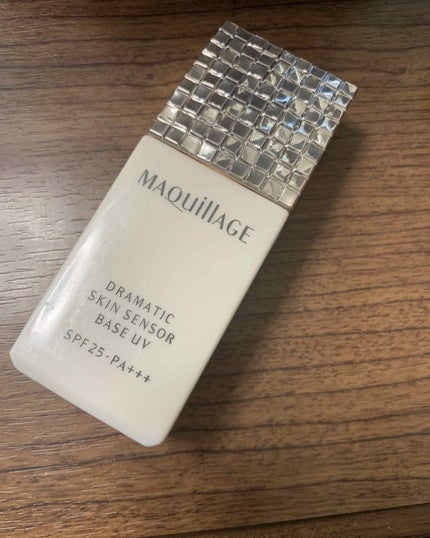 MAQuillAGE
DRAMATIC
SKIN SENSOR
BASE UV
SPF25·PA+++